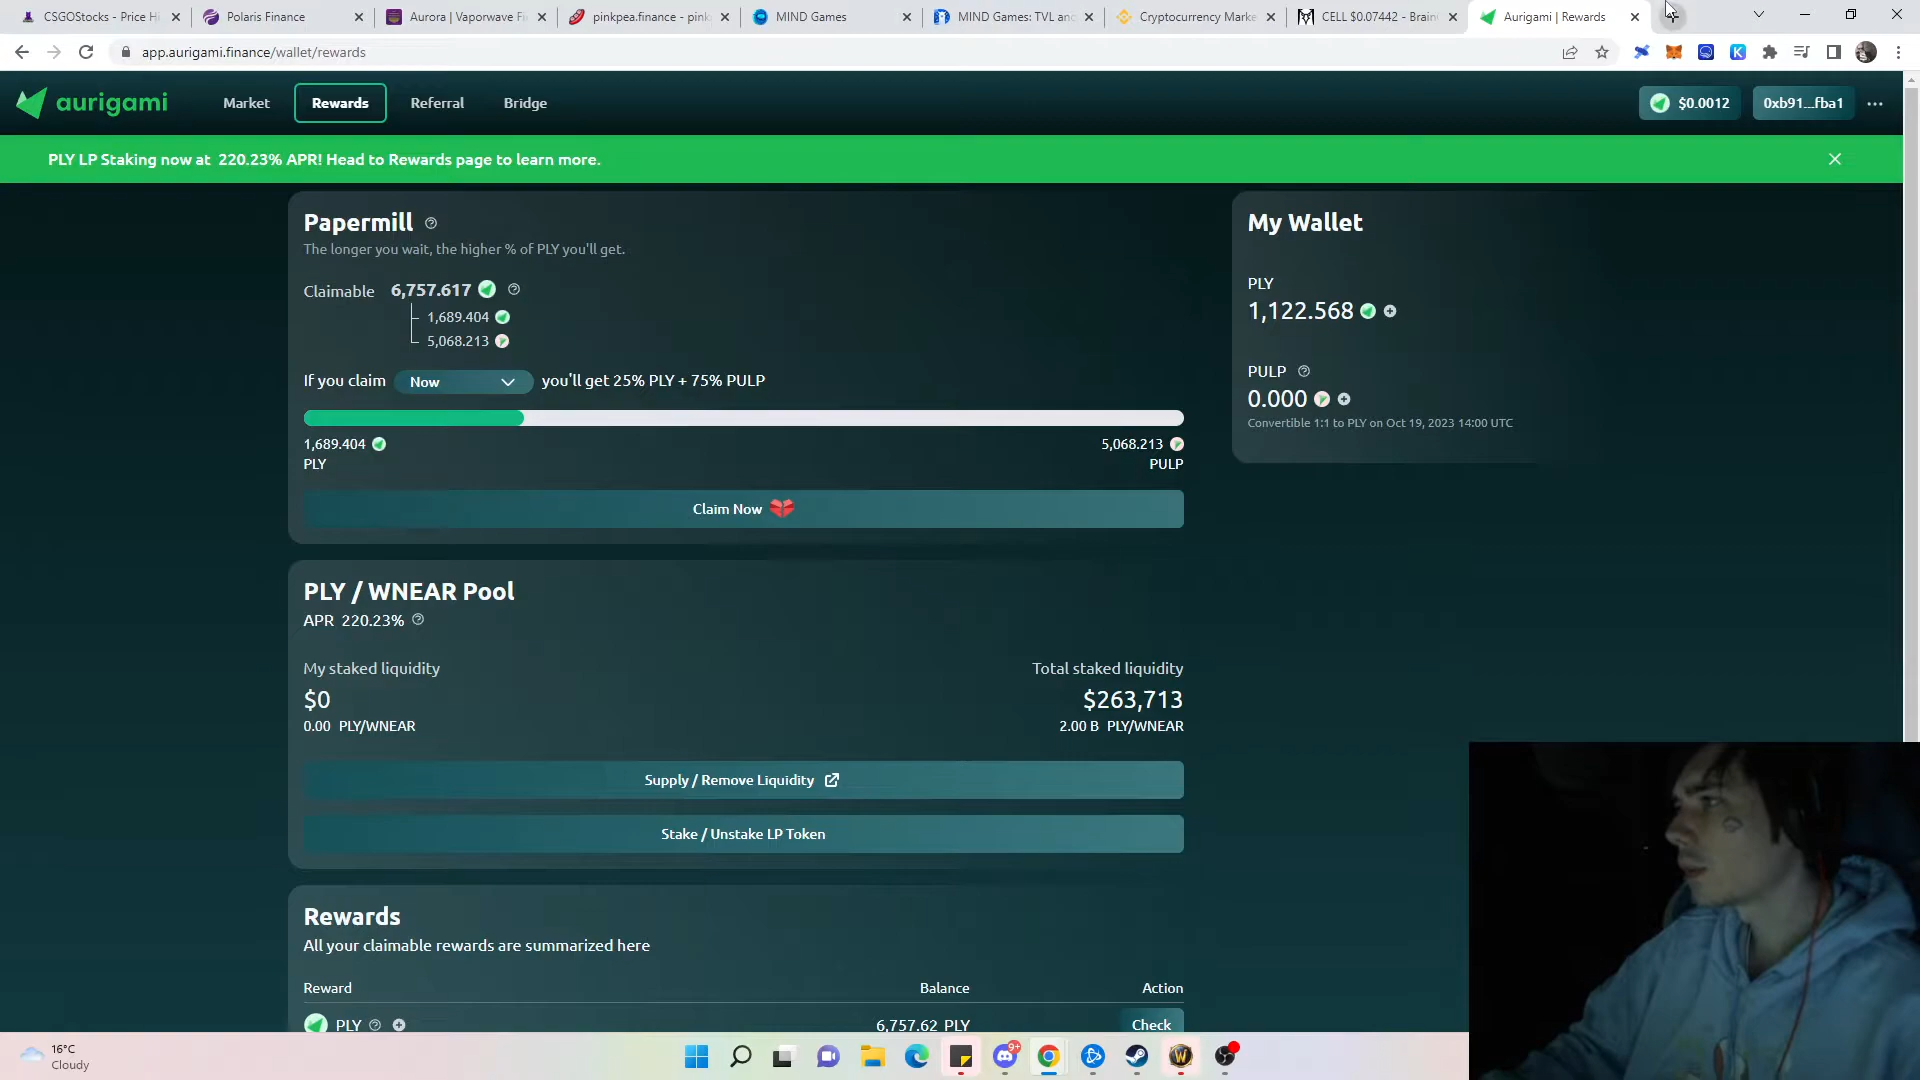 CSGOStocks - Price Hi
Polaris Finance
Aurora | Vaporwave Fi
pinkpea.finance - pink
MIND Games
MIND Games: TVL and
Cryptocurrency Marke
CELL $0.07442 - Brain
Aurigami | Rewards
app.aurigami.finance/wallet/rewards
aurigami
Market
Rewards
Referral
Bridge
$0.0012
0xb91...fba1
PLY LP Staking now at 220.23% APR! Head to Rewards page to learn more.
Papermill
The longer you wait, the higher % of PLY you'll get.
Claimable 6,757.617
1,689.404
5,068.213
If you claim Now you'll get 25% PLY + 75% PULP
1,689.404
PLY
5,068.213
PULP
Claim Now
My Wallet
PLY
1,122.568
PULP
0.000
Convertible 1:1 to PLY on Oct 19, 2023 14:00 UTC
PLY / WNEAR Pool
APR 220.23%
My staked liquidity
$0
0.00 PLY/WNEAR
Total staked liquidity
$263,713
2.00 B PLY/WNEAR
Supply / Remove Liquidity
Stake / Unstake LP Token
Rewards
All your claimable rewards are summarized here
Reward Balance Action
PLY 6,757.62 PLY Check
16°C
Cloudy
9+